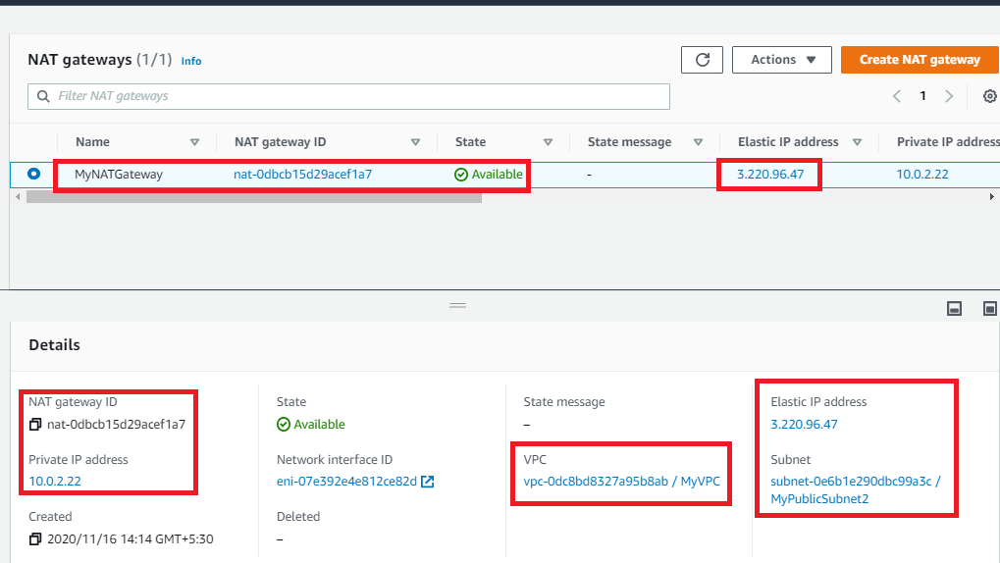 NAT gateways (1/1) Info
Actions
Create NAT gateway
Filter NAT gateways
1
Name NAT gateway ID State State message Elastic IP address Private IP address
MyNATGateway nat-0dbcb15d29acef1a7 Available - 3.220.96.47 10.0.2.22
Details
NAT gateway ID
nat-0dbcb15d29acef1a7
Private IP address
10.0.2.22
Created
2020/11/16 14:14 GMT+5:30
State
Available
Network interface ID
eni-07e392e4e812ce82d
Deleted
–
State message
–
VPC
vpc-0dc8bd8327a95b8ab / MyVPC
Elastic IP address
3.220.96.47
Subnet
subnet-0e6b1e290dbc99a3c /
MyPublicSubnet2